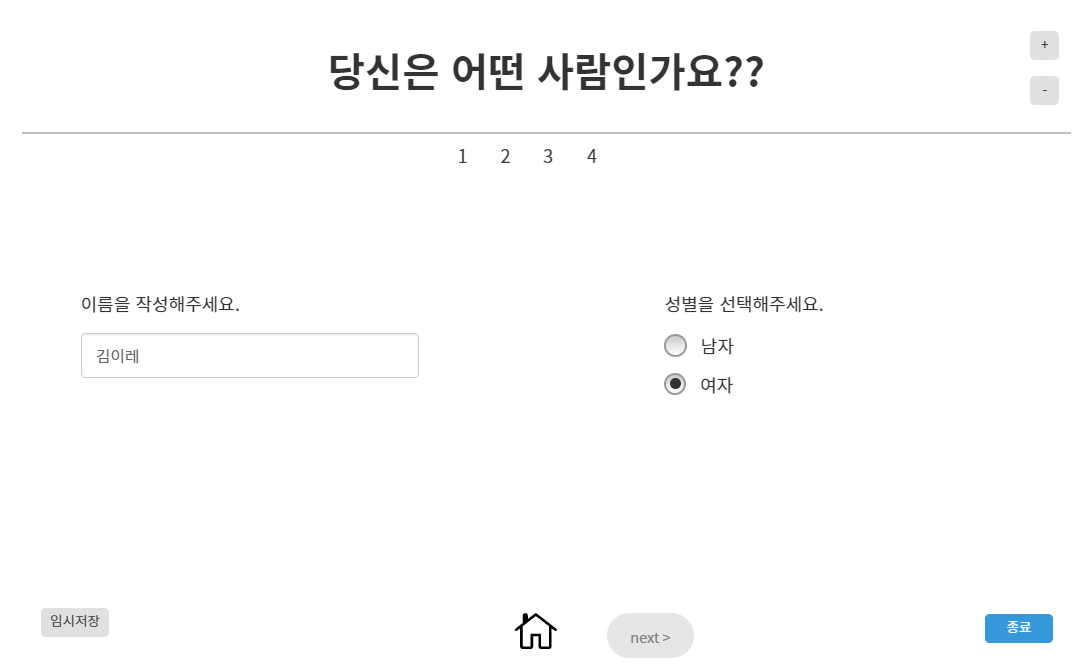 당신은 어떤 사람인가요??
+
-
1 2 3 4
이름을 작성해주세요.
김이레
성별을 선택해주세요.
남자
여자
임시저장
next >
종료